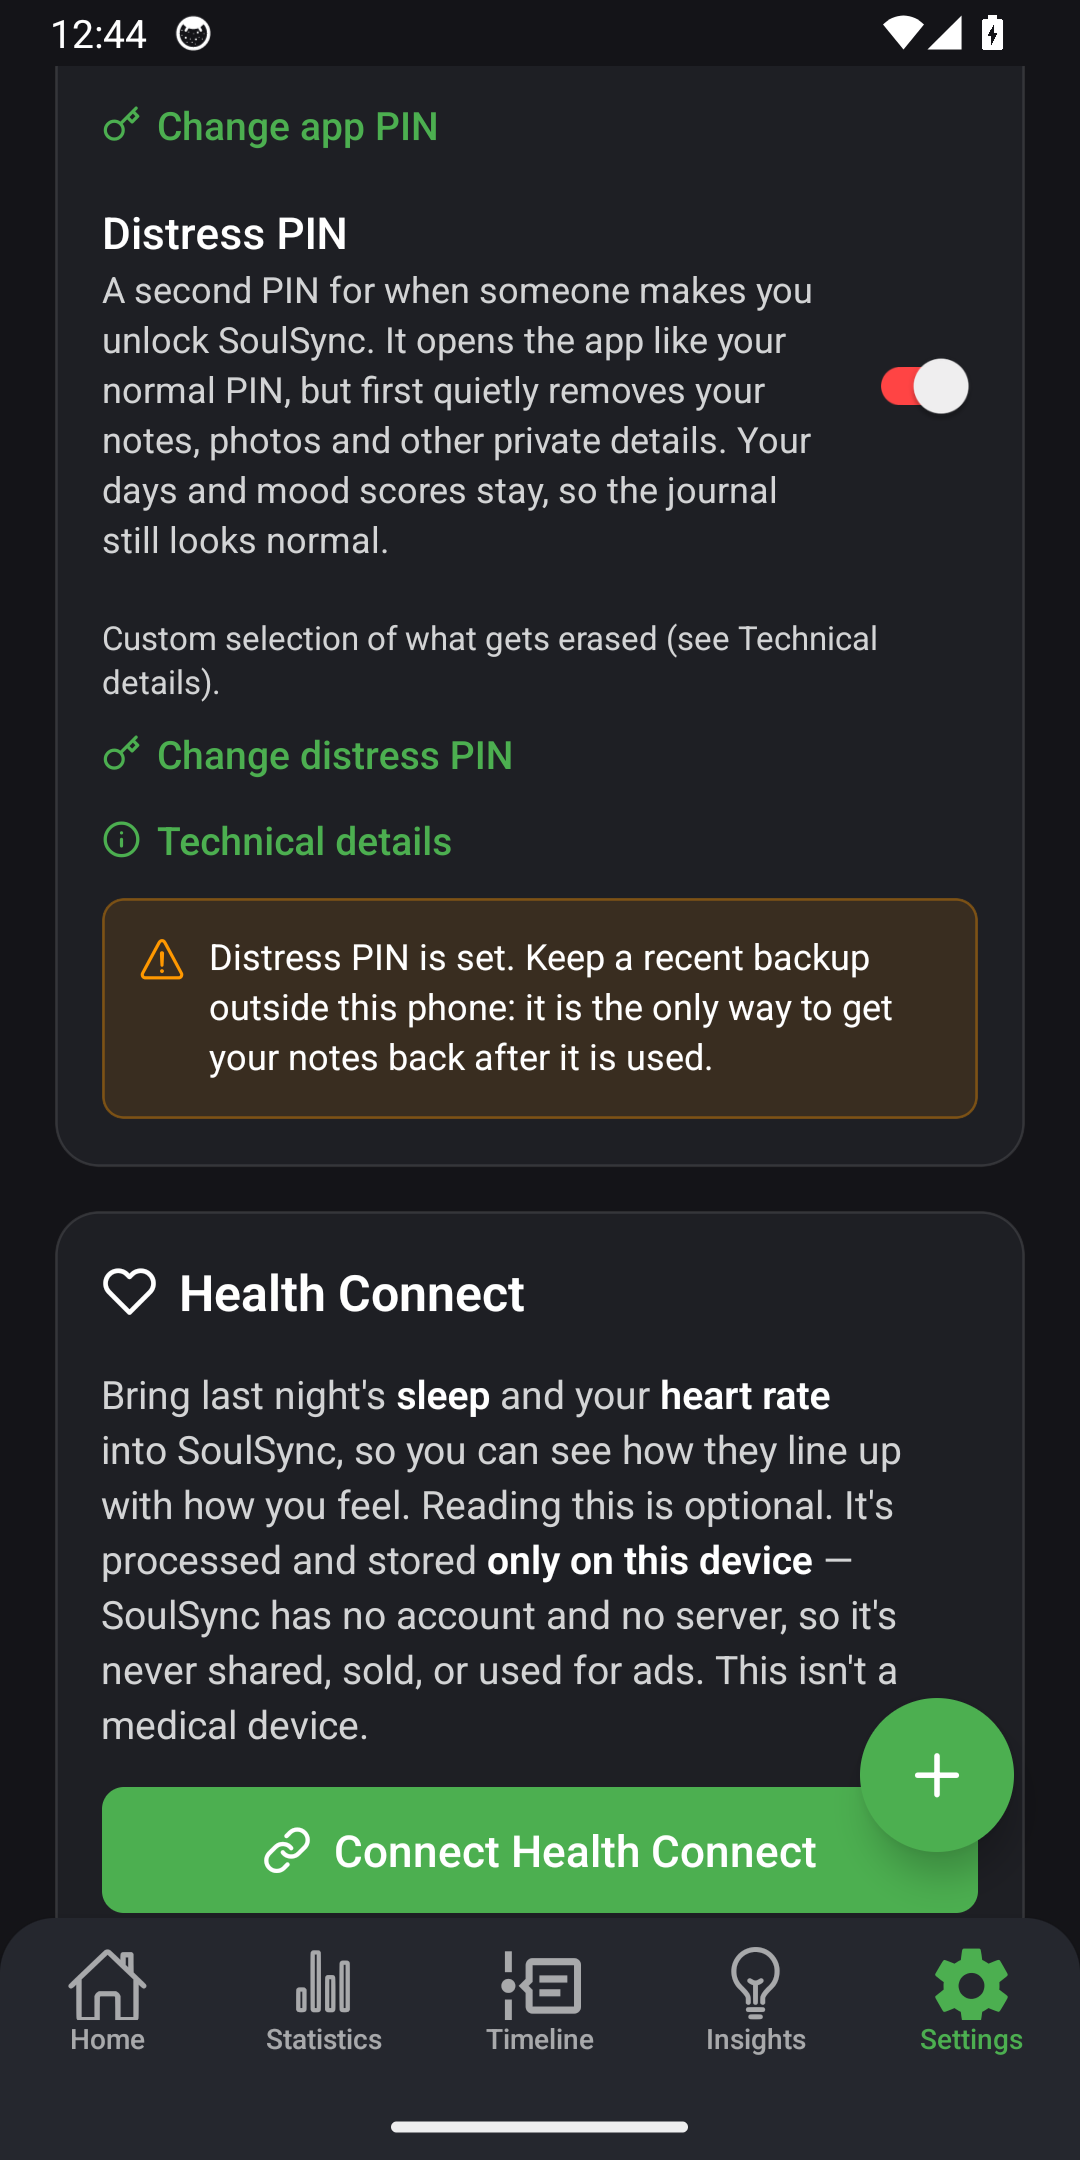 12:44
Change app PIN
Distress PIN
A second PIN for when someone makes you
unlock SoulSync. It opens the app like your
normal PIN, but first quietly removes your
notes, photos and other private details. Your
days and mood scores stay, so the journal
still looks normal.
Custom selection of what gets erased (see Technical
details).
Change distress PIN
Technical details
Distress PIN is set. Keep a recent backup
outside this phone: it is the only way to get
your notes back after it is used.
Health Connect
Bring last night's sleep and your heart rate
into SoulSync, so you can see how they line up
with how you feel. Reading this is optional. It's
processed and stored only on this device —
SoulSync has no account and no server, so it's
never shared, sold, or used for ads. This isn't a
medical device.
Connect Health Connect
Home
Statistics
Timeline
Insights
Settings